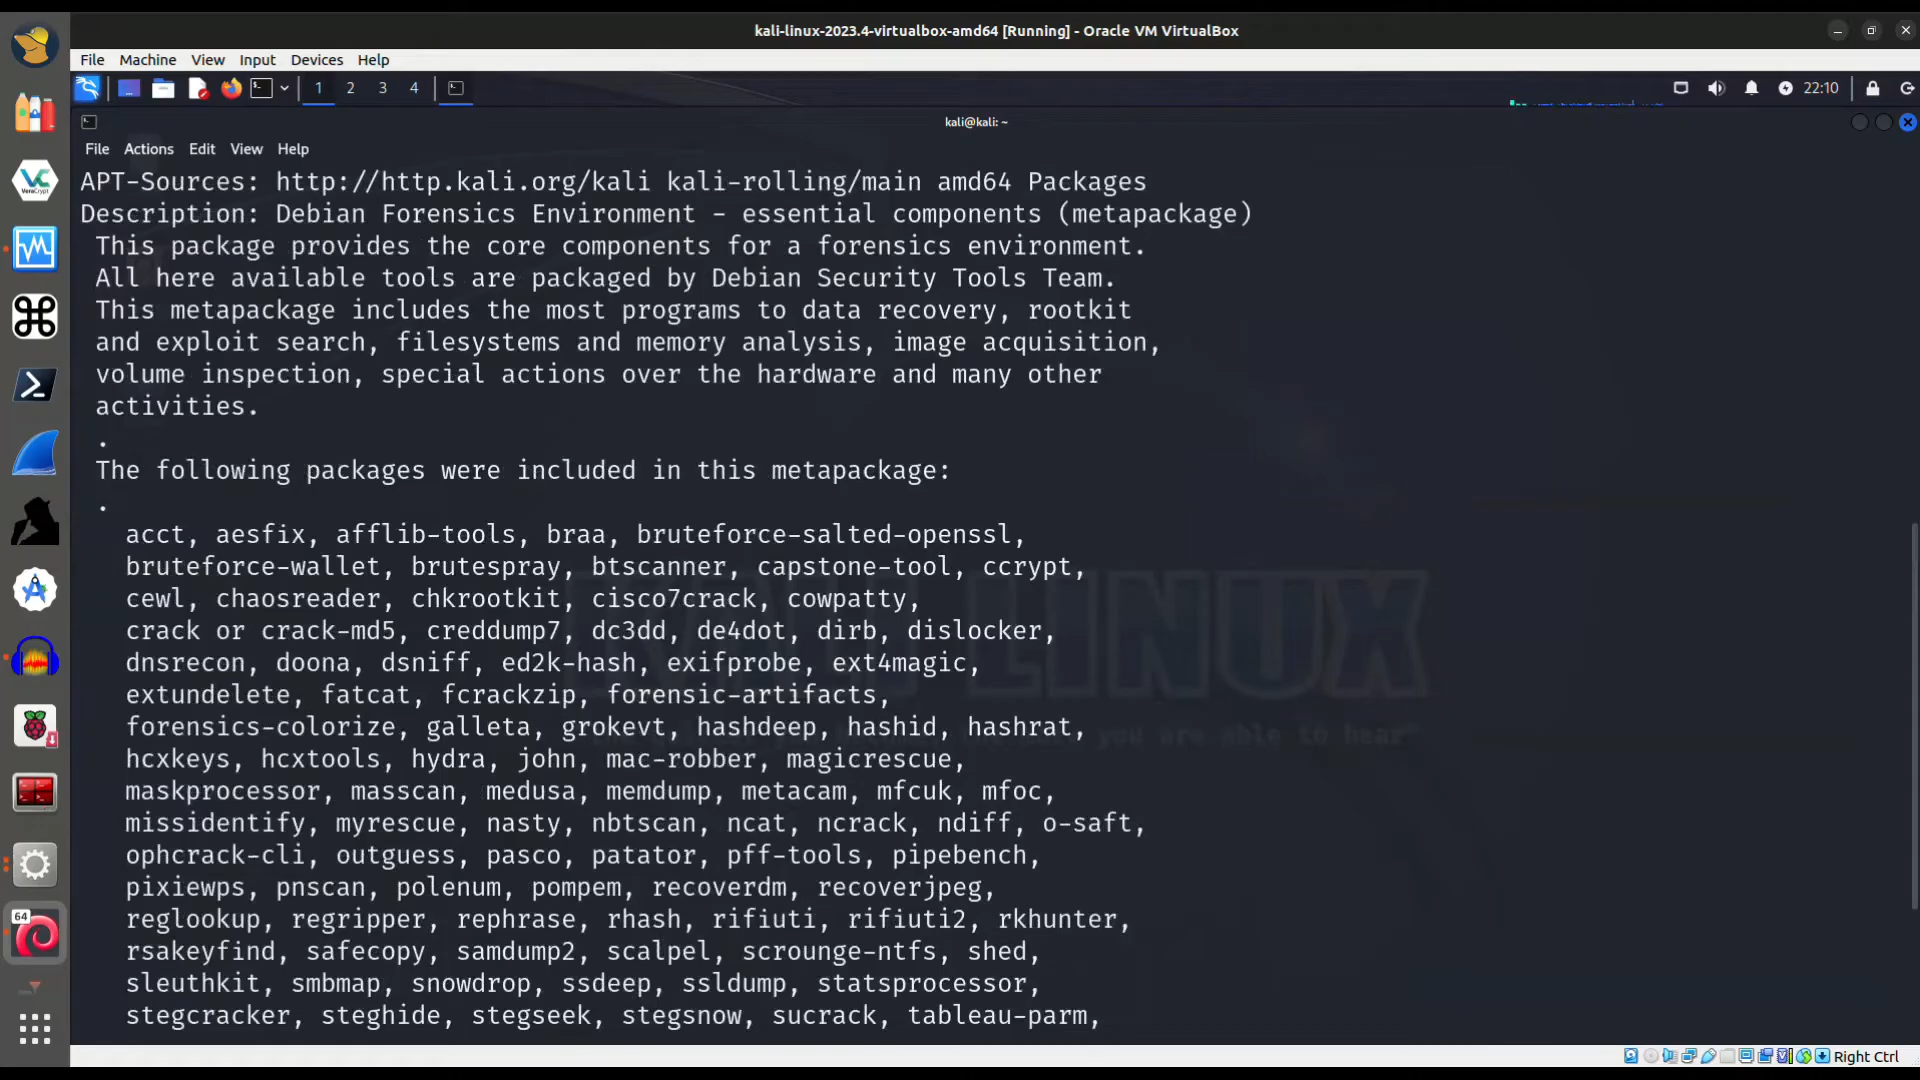 kali-linux-2023.4-virtualbox-amd64 [Running] - Oracle VM VirtualBox
File Machine View Input Devices Help
1 2 3 4 22:10
kali@kali: ~
File Actions Edit View Help
APT-Sources: http://http.kali.org/kali kali-rolling/main amd64 Packages
Description: Debian Forensics Environment - essential components (metapackage)
This package provides the core components for a forensics environment.
All here available tools are packaged by Debian Security Tools Team.
This metapackage includes the most programs to data recovery, rootkit
and exploit search, filesystems and memory analysis, image acquisition,
volume inspection, special actions over the hardware and many other
activities.
.
The following packages were included in this metapackage:
.
acct, aesfix, afflib-tools, braa, bruteforce-salted-openssl,
bruteforce-wallet, brutespray, btscanner, capstone-tool, ccrypt,
cewl, chaosreader, chkrootkit, cisco7crack, cowpatty,
crack or crack-md5, creddump7, dc3dd, de4dot, dirb, dislocker,
dnsrecon, doona, dsniff, ed2k-hash, exifprobe, ext4magic,
extundelete, fatcat, fcrackzip, forensic-artifacts,
forensics-colorize, galleta, grokevt, hashdeep, hashid, hashrat,
hcxkeys, hcxtools, hydra, john, mac-robber, magicrescue,
maskprocessor, masscan, medusa, memdump, metacam, mfcuk, mfoc,
missidentify, myrescue, nasty, nbtscan, ncat, ncrack, ndiff, o-saft,
ophcrack-cli, outguess, pasco, patator, pff-tools, pipebench,
pixiewps, pnscan, polenum, pompem, recoverdm, recoverjpeg,
reglookup, regripper, rephrase, rhash, rifiuti, rifiuti2, rkhunter,
rsakeyfind, safecopy, samdump2, scalpel, scrounge-ntfs, shed,
sleuthkit, smbmap, snowdrop, ssdeep, ssldump, statsprocessor,
stegcracker, steghide, stegseek, stegsnow, sucrack, tableau-parm,
KALI LINUX
you are able to hear"
VC
VeraCrypt
64
Right Ctrl